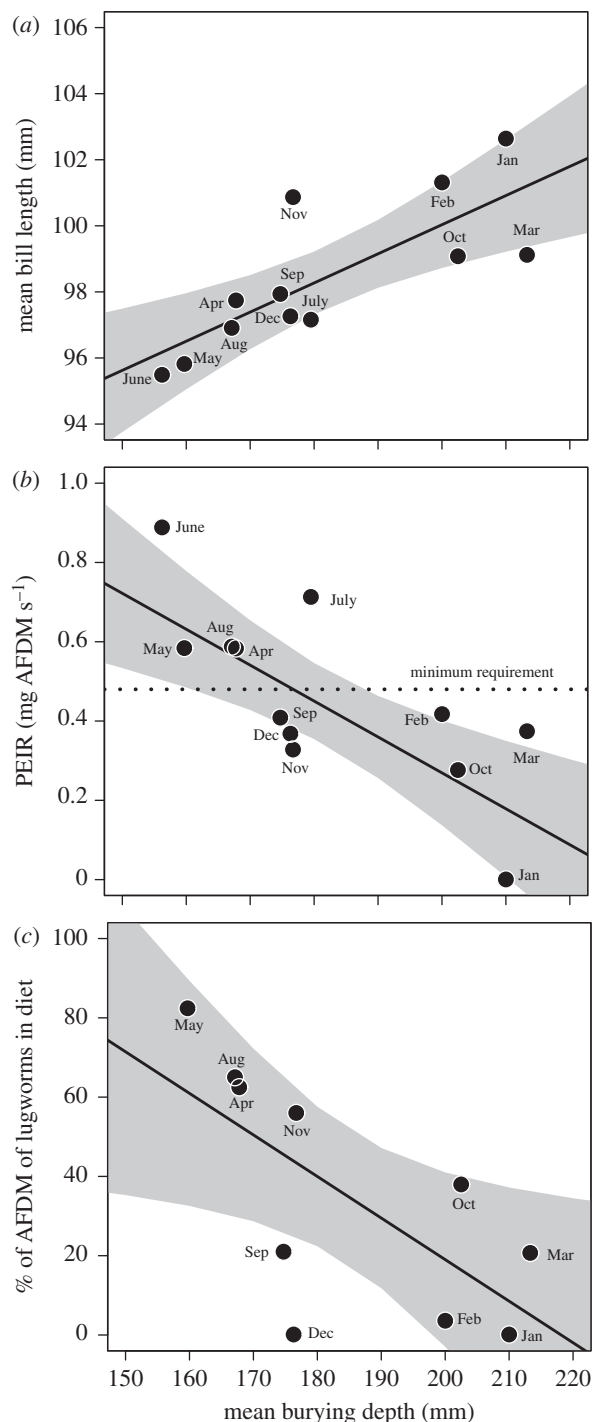 (a)
106
104
102
100
98
96
94
mean bill length (mm)
Jan
Feb
Nov
Oct
Mar
Sep
Apr
July
Dec
Aug
May
June
(b)
1.0
0.8
0.6
0.4
0.2
0
PEIR (mg AFDM s⁻¹)
June
July
Aug
May
Apr
minimum requirement
Sep
Feb
Dec
Mar
Nov
Oct
Jan
(c)
100
80
60
40
20
0
% of AFDM of lugworms in diet
May
Aug
Apr
Nov
Oct
Sep
Mar
Feb
Dec
Jan
150 160 170 180 190 200 210 220
mean burying depth (mm)